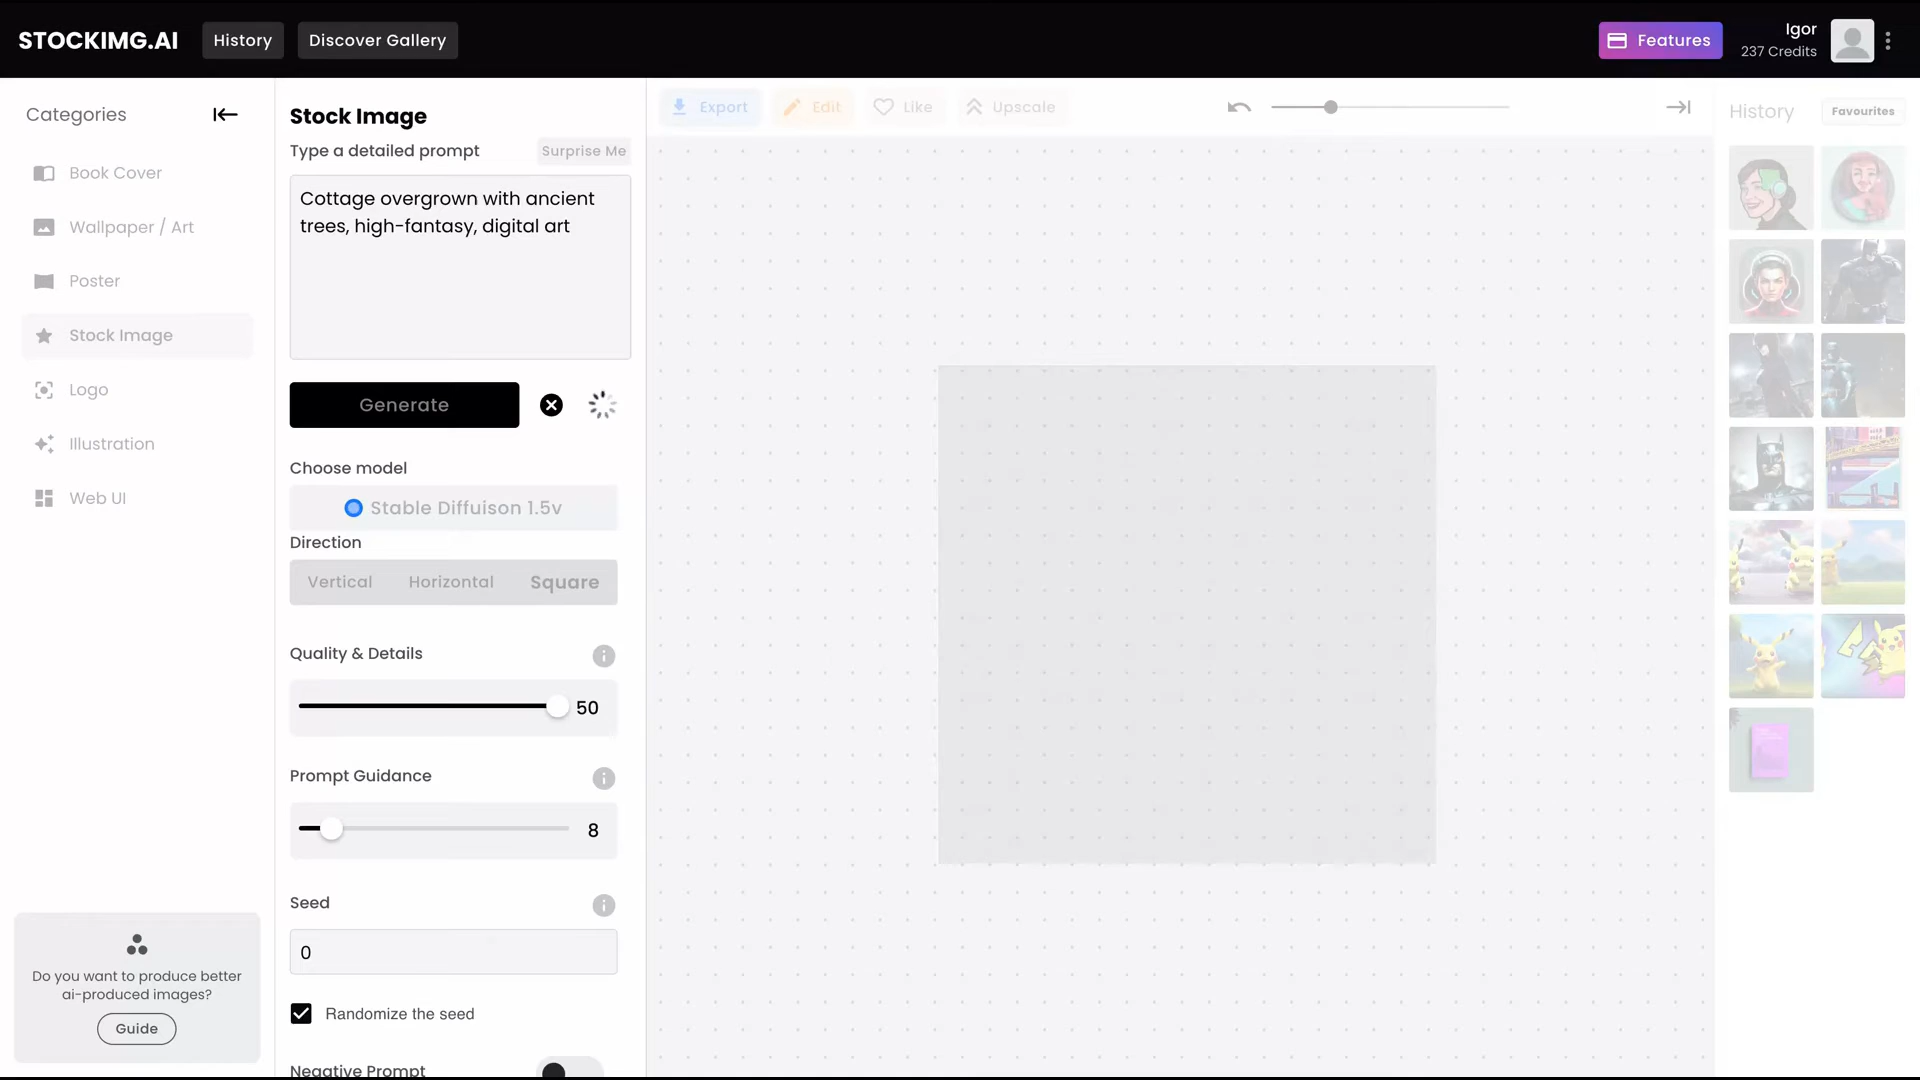 STOCKIMG.AI
History
Discover Gallery
Features
Igor
237 Credits
Categories
Book Cover
Wallpaper / Art
Poster
Stock Image
Logo
Illustration
Web UI
Do you want to produce better
ai-produced images?
Guide
Stock Image
Type a detailed prompt
Surprise Me
Cottage overgrown with ancient
trees, high-fantasy, digital art
Generate
Choose model
Stable Diffuison 1.5v
Direction
Vertical
Horizontal
Square
Quality & Details
50
Prompt Guidance
8
Seed
0
Randomize the seed
Negative Prompt
Export
Edit
Like
Upscale
History
Favourites